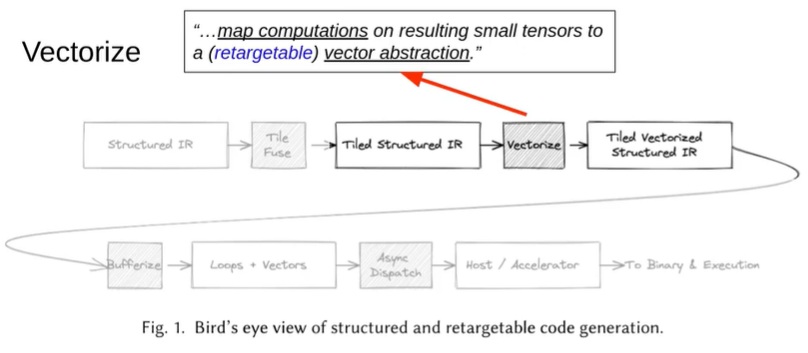 Vectorize
“…map computations on resulting small tensors to
a (retargetable) vector abstraction.”
Structured IR
Tile
Fuse
Tiled Structured IR
Vectorize
Tiled Vectorized
Structured IR
Bufferize
Loops + Vectors
Async
Dispatch
Host / Accelerator
To Binary & Execution
Fig. 1. Bird's eye view of structured and retargetable code generation.